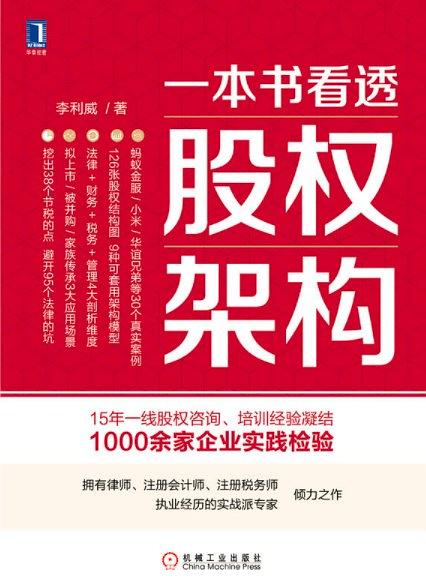 华章经管
一本书看透
股权
架构
李利威 / 著
蚂蚁金服/小米/华谊兄弟等30个真实案例
126张股权结构图 9种可套用架构模型
法律+财务+税务+管理4大剖析维度
拟上市/被并购/家族传承3大应用场景
挖出38个节税的点 避开95个法律的坑
15年一线股权咨询、培训经验凝结
1000余家企业实践检验
拥有律师、注册会计师、注册税务师
执业经历的实战派专家
倾力之作
机械工业出版社
China Machine Press